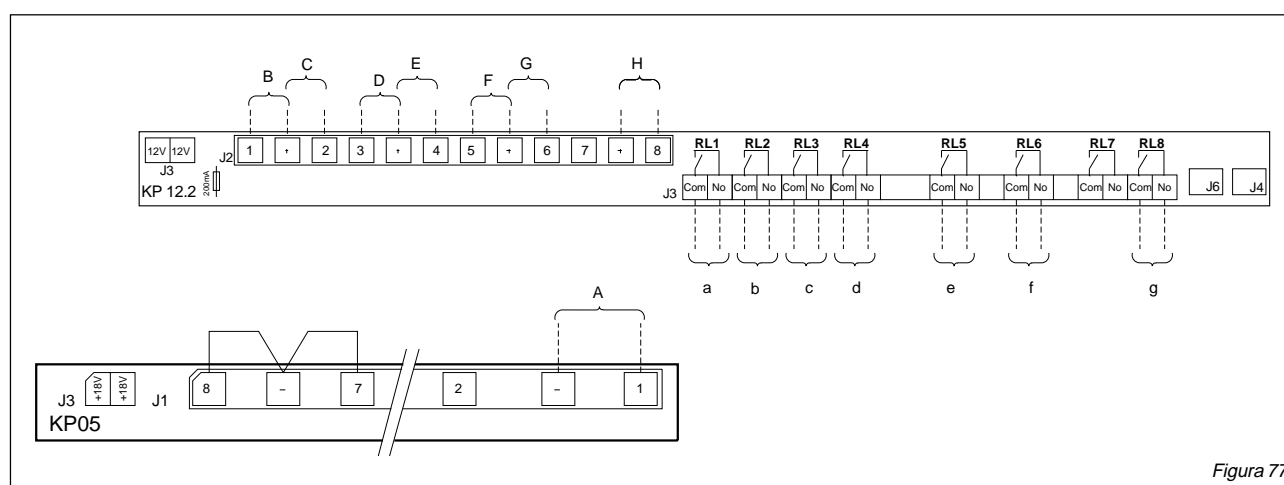 B C D E F G H
12V 12V
J3
KP 12.2
200mA
J2
1 + 2 3 + 4 5 + 6 7 + 8
RL1 RL2 RL3 RL4 RL5 RL6 RL7 RL8
J3
Com No Com No Com No Com No Com No Com No Com No
J6 J4
a b c d e f g
A
J3
+18V +18V
J1
8 – 7 2 – 1
KP05
Figura 77